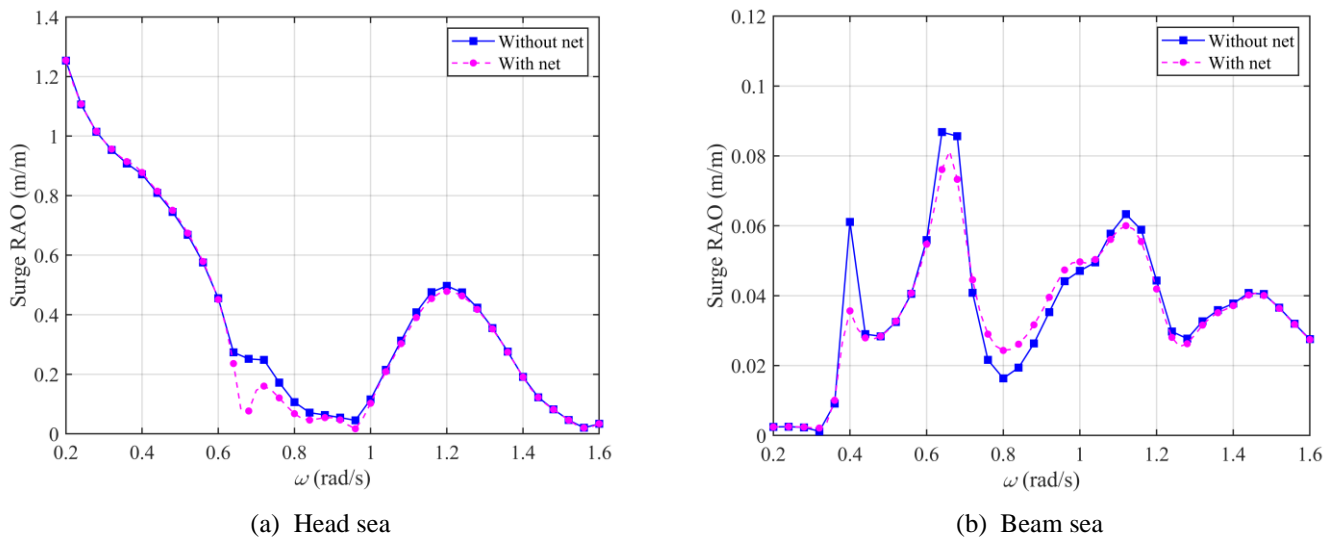 1.4
1.2
1
0.8
0.6
0.4
0.2
0
Surge RAO (m/m)
Without net
With net
0.2 0.4 0.6 0.8 1 1.2 1.4 1.6
ω (rad/s)
(a) Head sea
0.12
0.1
0.08
0.06
0.04
0.02
0
Surge RAO (m/m)
Without net
With net
0.2 0.4 0.6 0.8 1 1.2 1.4 1.6
ω (rad/s)
(b) Beam sea